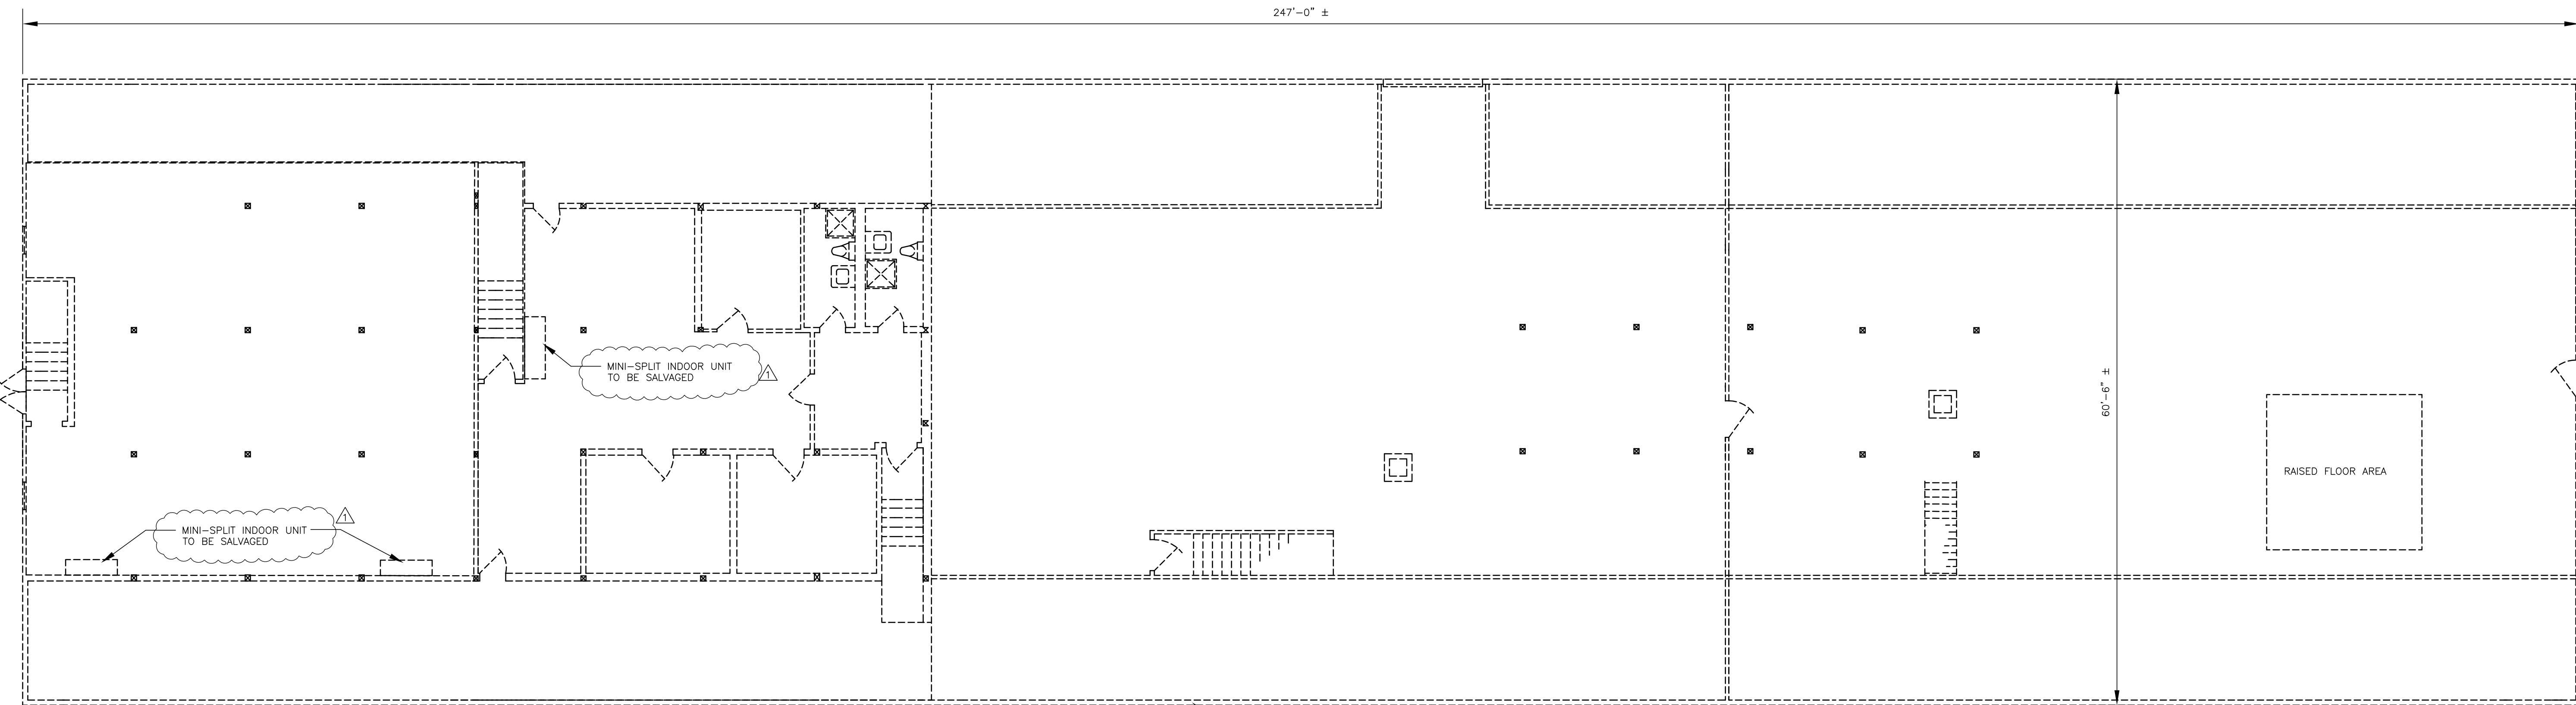 247'-0" ±
MINI-SPLIT INDOOR UNIT
TO BE SALVAGED
1
60'-6" ±
RAISED FLOOR AREA
1
MINI-SPLIT INDOOR UNIT
TO BE SALVAGED